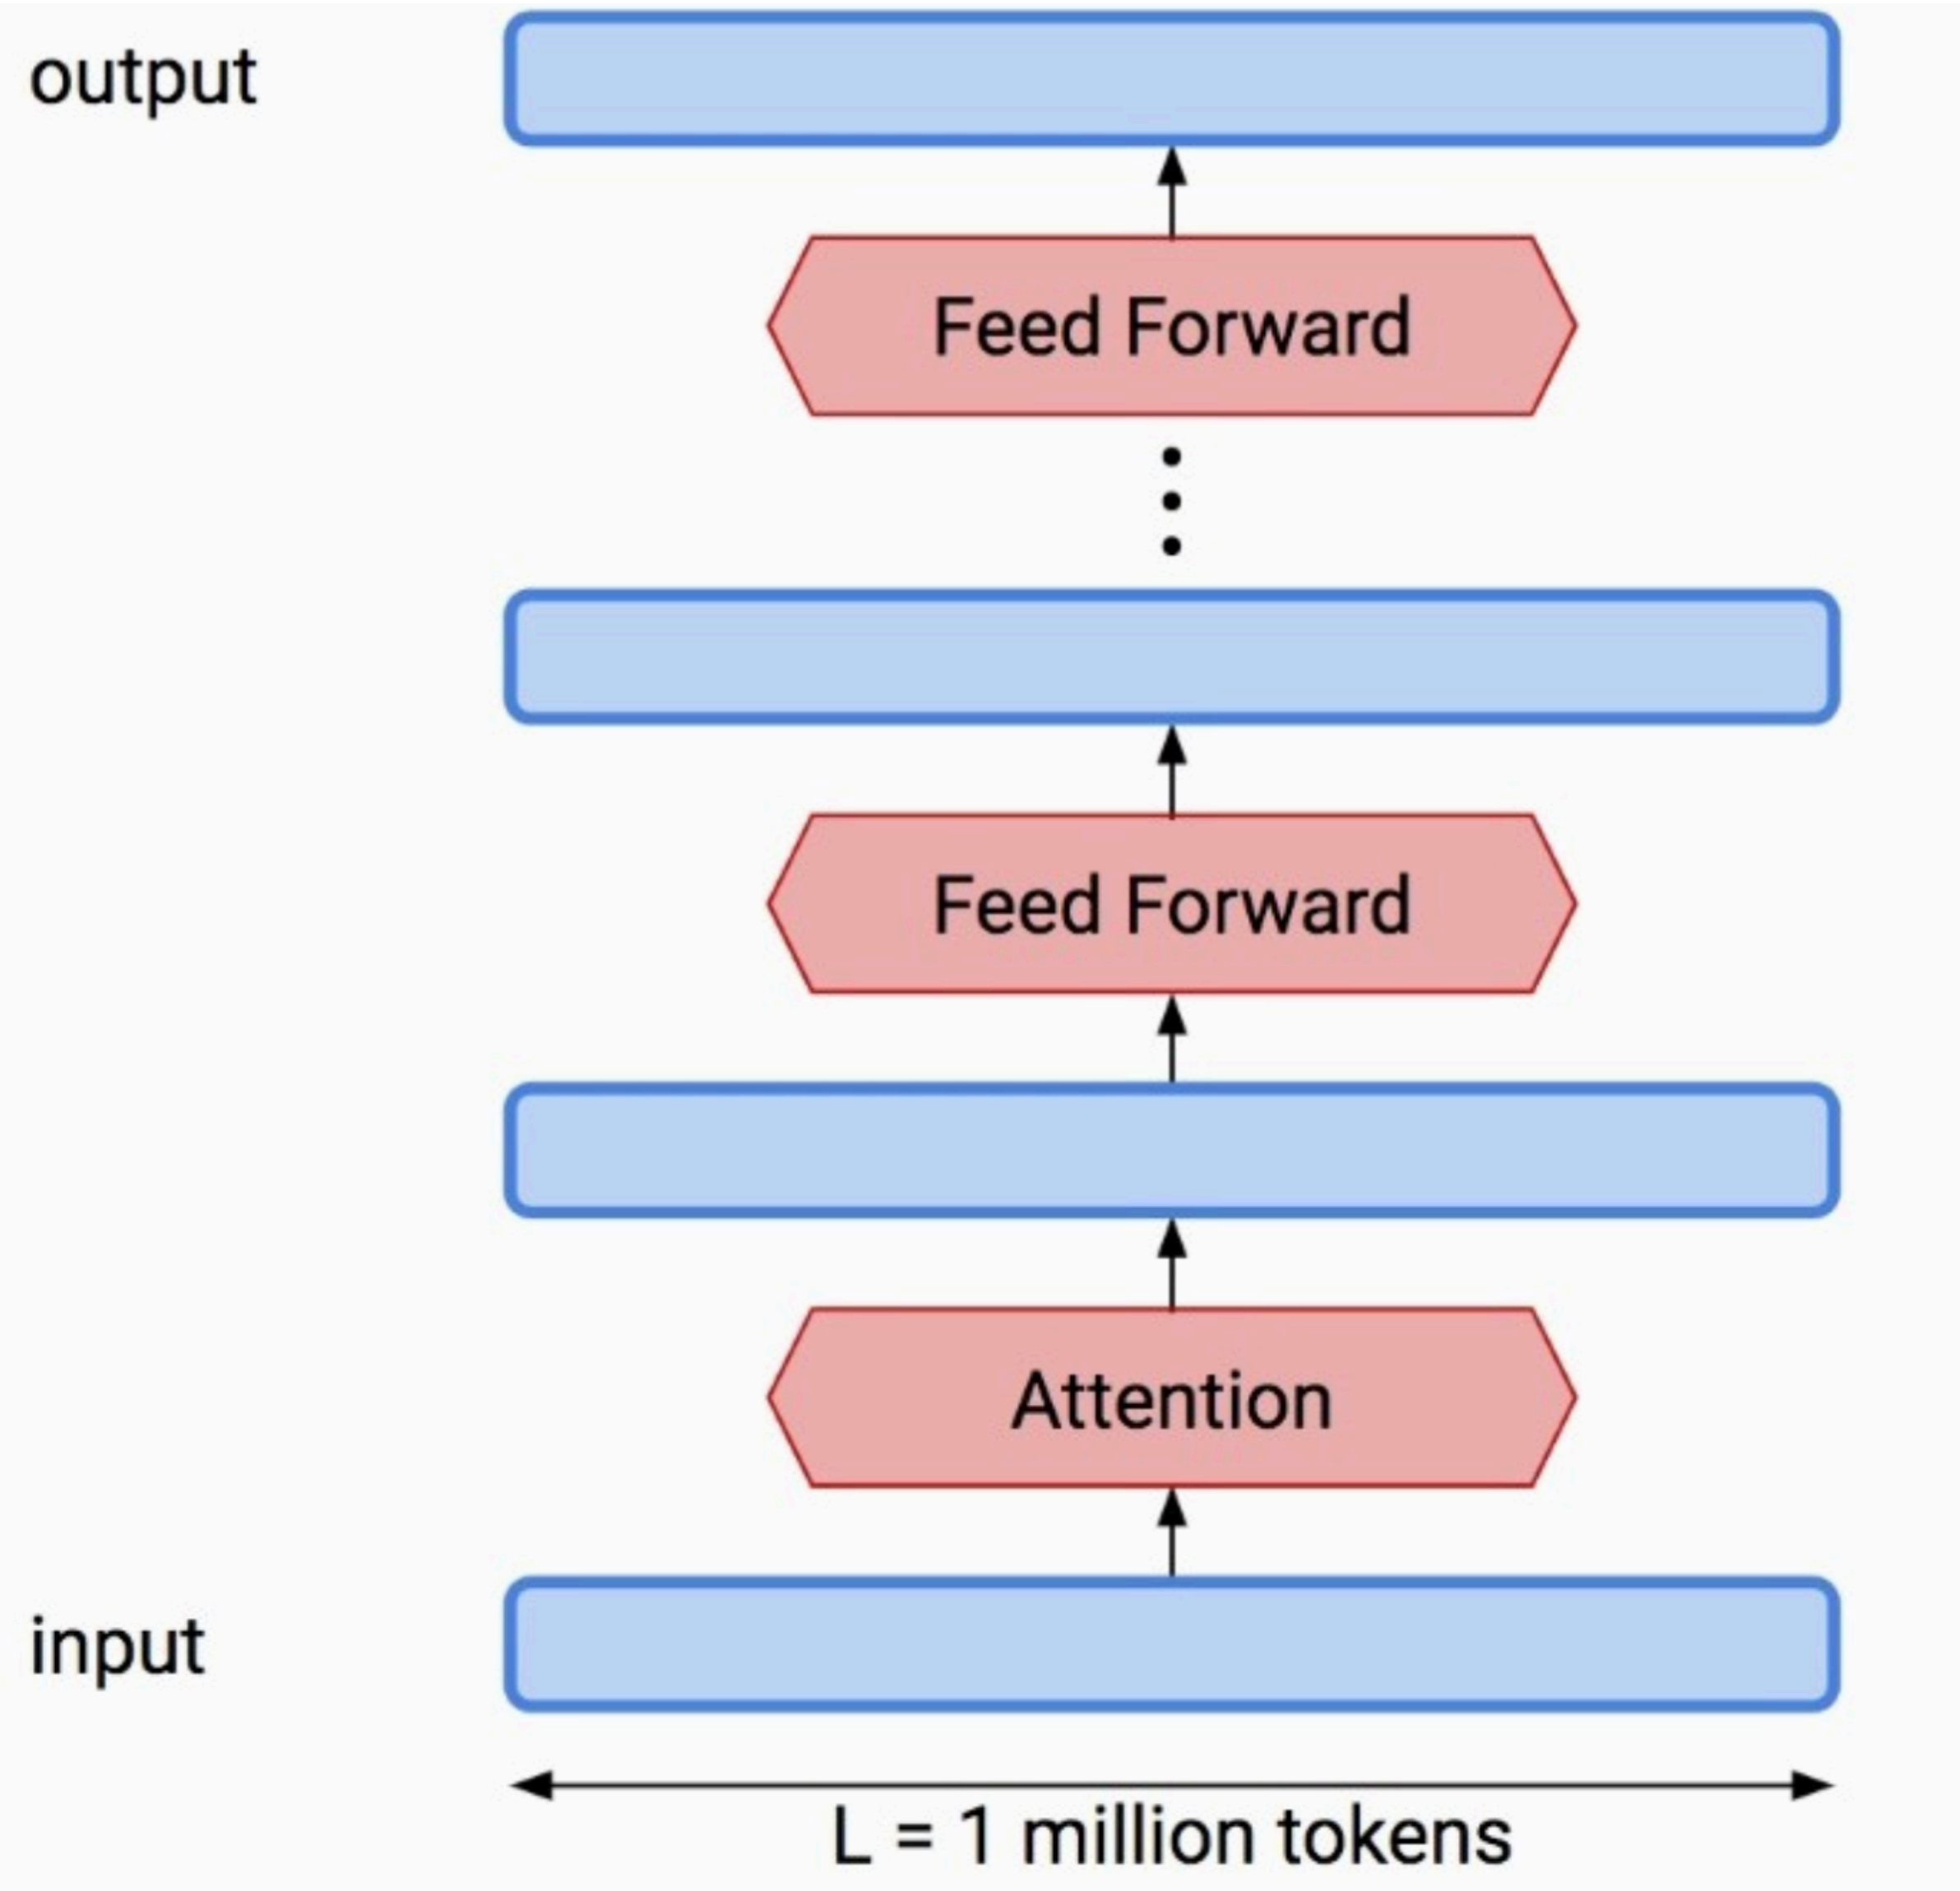 output
Feed Forward
Feed Forward
Attention
input
L = 1 million tokens